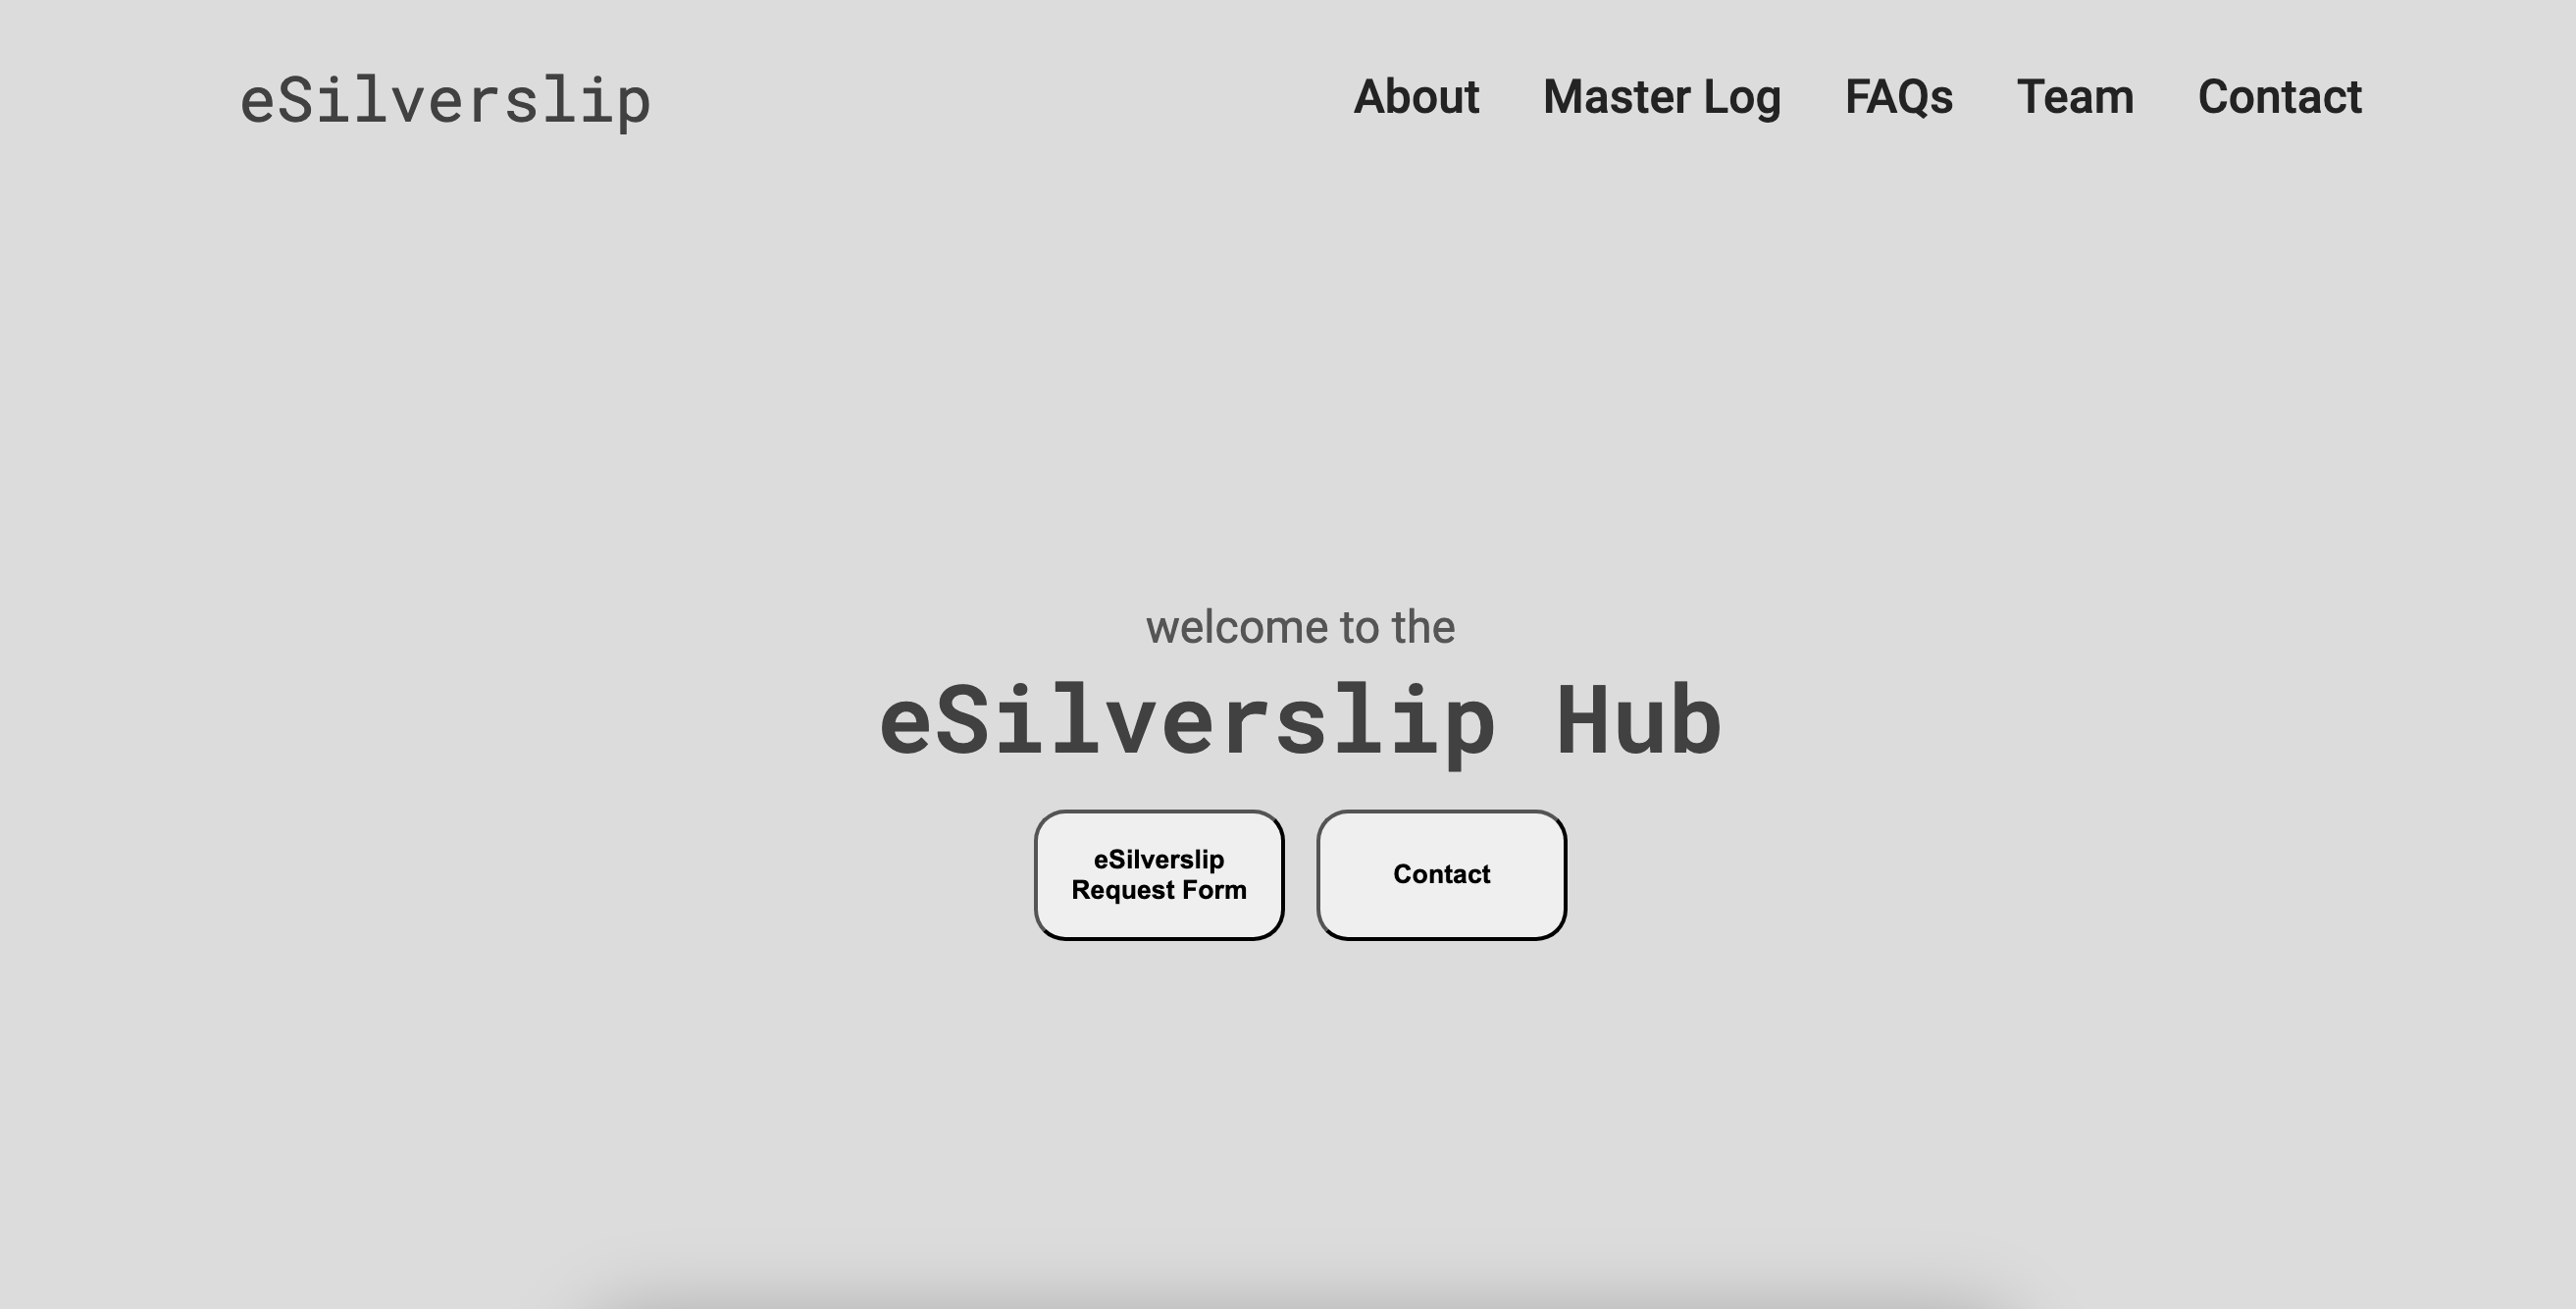 eSilverslip
About Master Log FAQs Team Contact
welcome to the
eSilverslip Hub
eSilverslip
Request Form
Contact